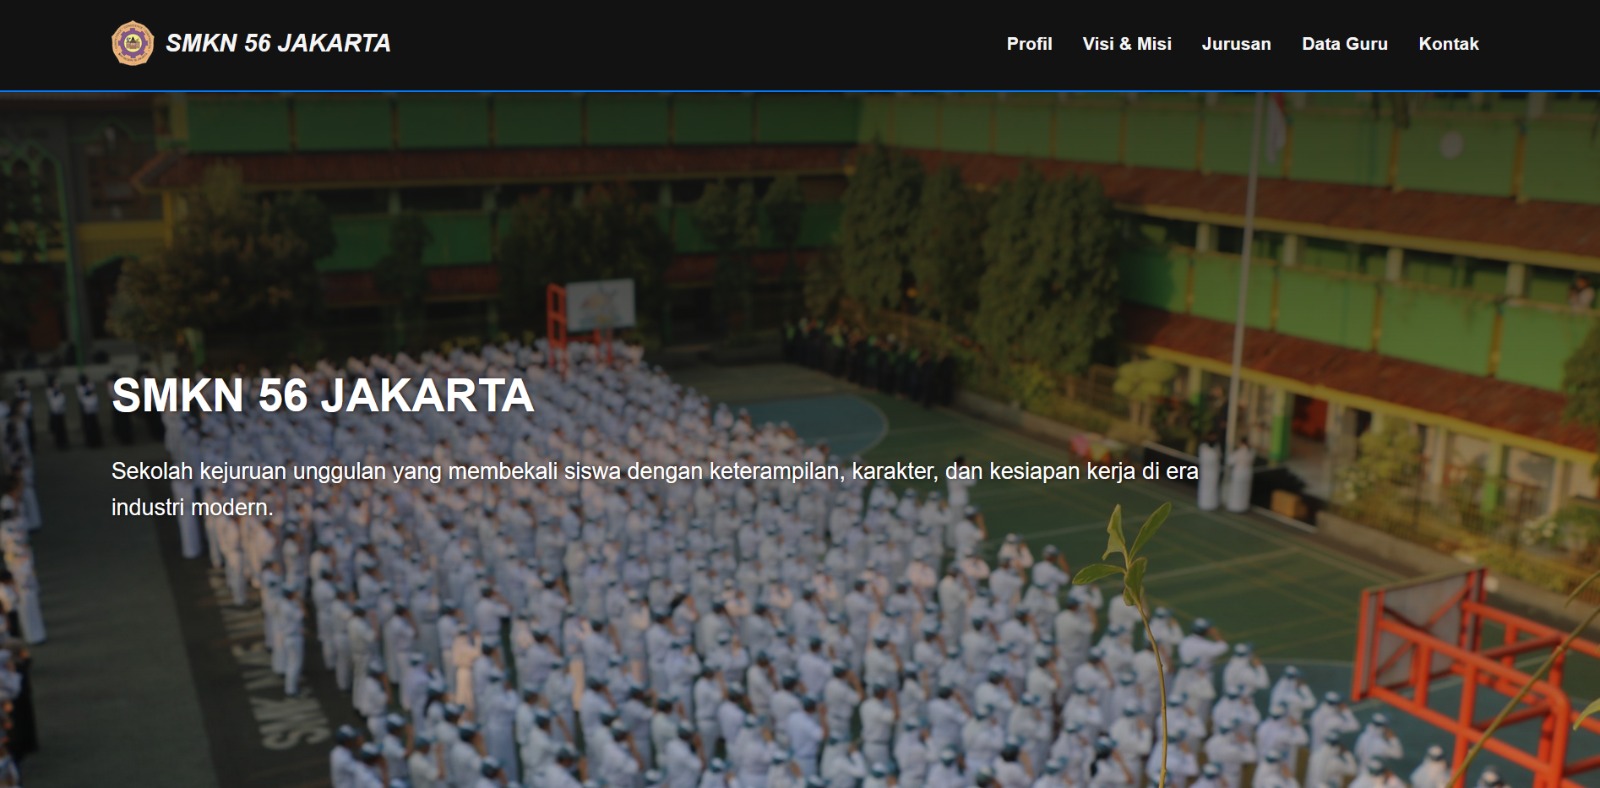 SMKN 56 JAKARTA
Profil Visi & Misi Jurusan Data Guru Kontak
SMKN 56 JAKARTA
Sekolah kejuruan unggulan yang membekali siswa dengan keterampilan, karakter, dan kesiapan kerja di era
industri modern.